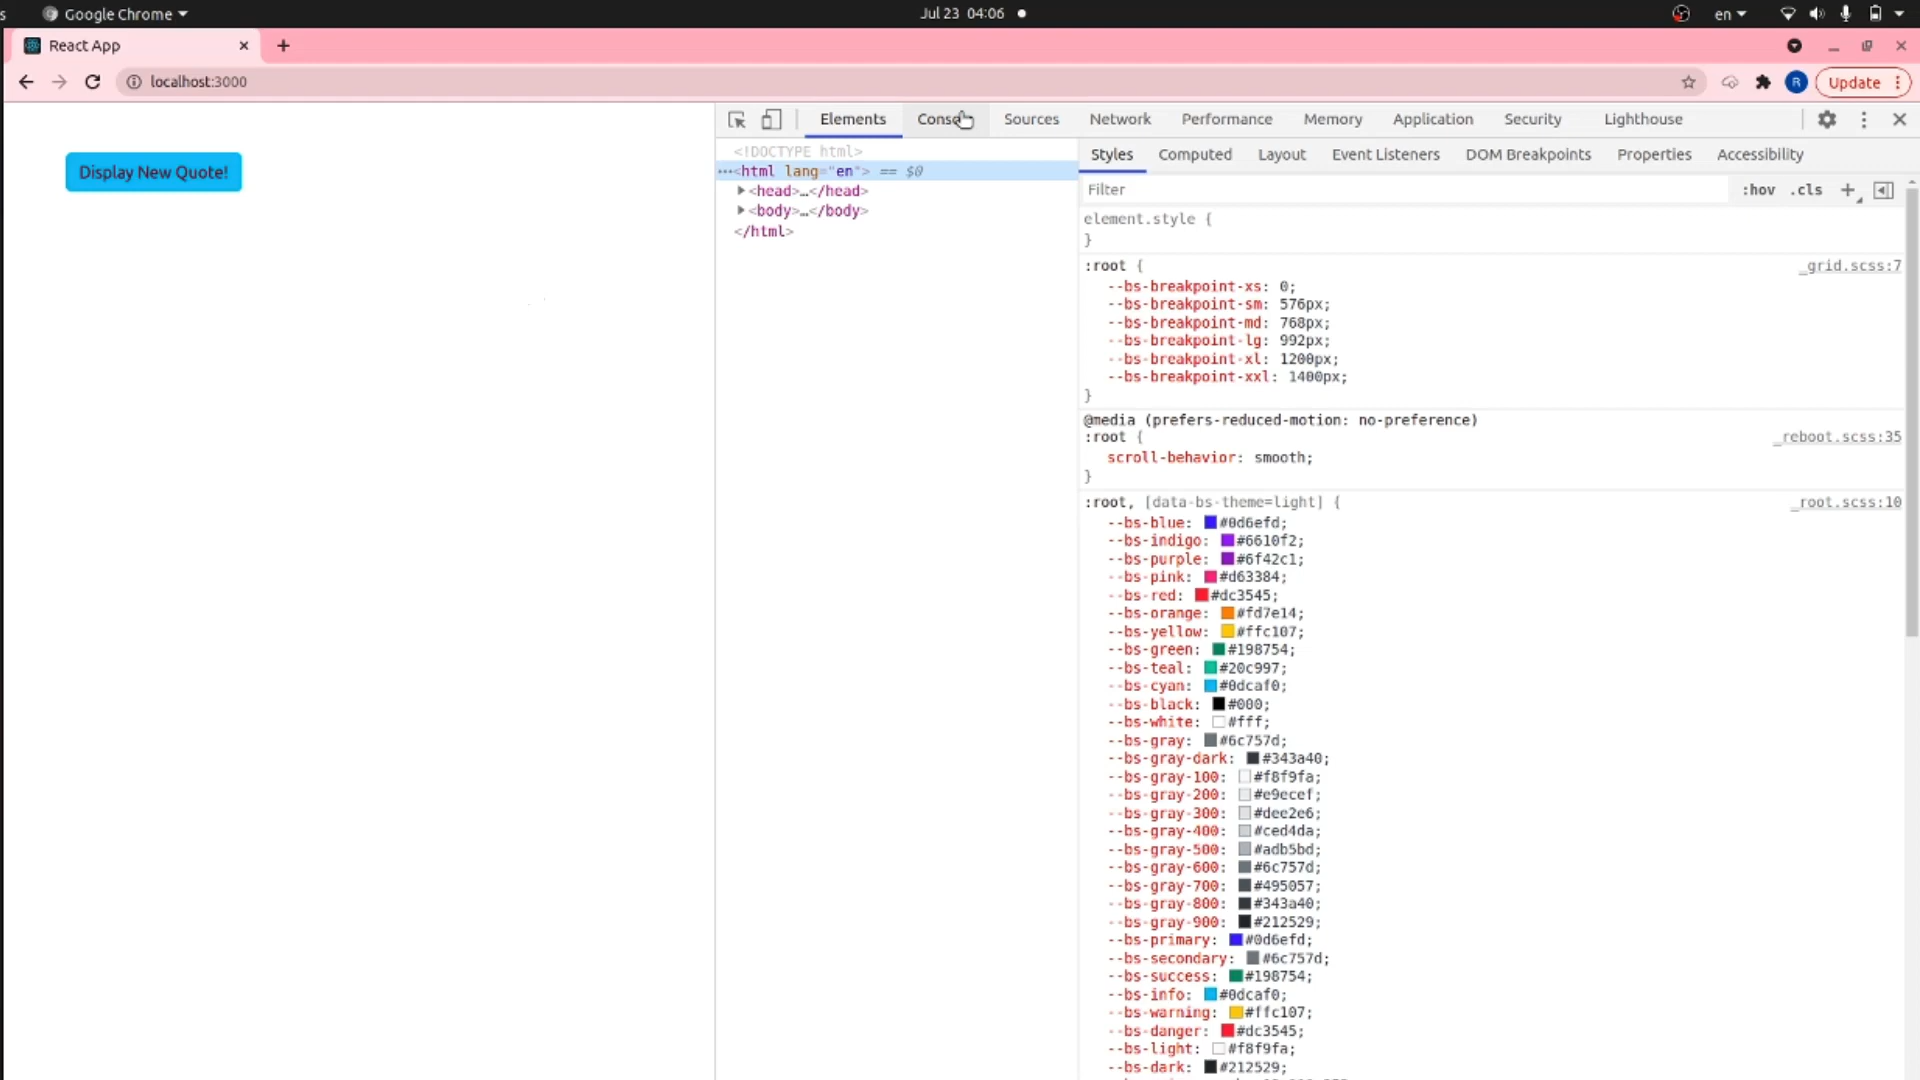 s Google Chrome Jul 23 04:06 en
React App
localhost:3000 R Update
Elements Sources Network Performance Memory Application Security Lighthouse
Display New Quote!
<!DOCTYPE html>
…<html lang="en"> == $0
<head>…</head>
<body>…</body>
</html>
Styles Computed Layout Event Listeners DOM Breakpoints Properties Accessibility
Filter :hov .cls
element.style {
}
:root { _grid.scss:7
--bs-breakpoint-xs: 0;
--bs-breakpoint-sm: 576px;
--bs-breakpoint-md: 768px;
--bs-breakpoint-lg: 992px;
--bs-breakpoint-xl: 1200px;
--bs-breakpoint-xxl: 1400px;
}
@media (prefers-reduced-motion: no-preference)
:root { _reboot.scss:35
scroll-behavior: smooth;
}
:root, [data-bs-theme=light] { _root.scss:10
--bs-blue: #0d6efd;
--bs-indigo: #6610f2;
--bs-purple: #6f42c1;
--bs-pink: #d63384;
--bs-red: #dc3545;
--bs-orange: #fd7e14;
--bs-yellow: #ffc107;
--bs-green: #198754;
--bs-teal: #20c997;
--bs-cyan: #0dcaf0;
--bs-black: #000;
--bs-white: #fff;
--bs-gray: #6c757d;
--bs-gray-dark: #343a40;
--bs-gray-100: #f8f9fa;
--bs-gray-200: #e9ecef;
--bs-gray-300: #dee2e6;
--bs-gray-400: #ced4da;
--bs-gray-500: #adb5bd;
--bs-gray-600: #6c757d;
--bs-gray-700: #495057;
--bs-gray-800: #343a40;
--bs-gray-900: #212529;
--bs-primary: #0d6efd;
--bs-secondary: #6c757d;
--bs-success: #198754;
--bs-info: #0dcaf0;
--bs-warning: #ffc107;
--bs-danger: #dc3545;
--bs-light: #f8f9fa;
--bs-dark: #212529;